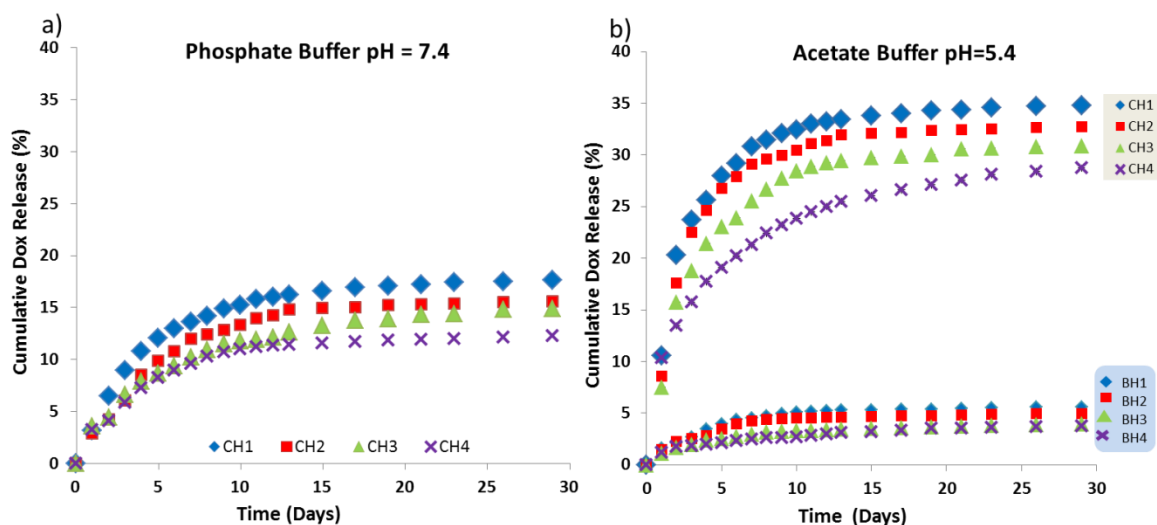 a)
Phosphate Buffer pH = 7.4
Cumulative Dox Release (%)
40
35
30
25
20
15
10
5
0
CH1 CH2 CH3 CH4
0 5 10 15 20 25 30
Time (Days)
b)
Acetate Buffer pH=5.4
Cumulative Dox Release (%)
40
35
30
25
20
15
10
5
0
CH1
CH2
CH3
CH4
BH1
BH2
BH3
BH4
0 5 10 15 20 25 30
Time (Days)